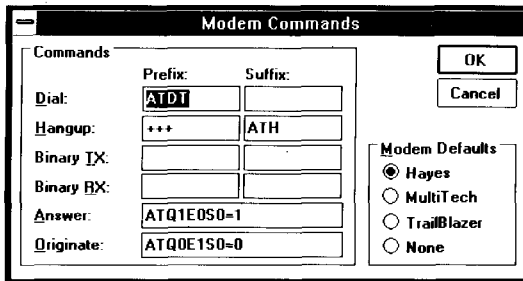 Modem Commands
Commands
Prefix: Suffix:
Dial: ATDT
Hangup: +++ ATH
Binary TX:
Binary RX:
Answer: ATQ1E0S0=1
Originate: ATQ0E1S0=0
OK
Cancel
Modem Defaults
Hayes
MultiTech
TrailBlazer
None